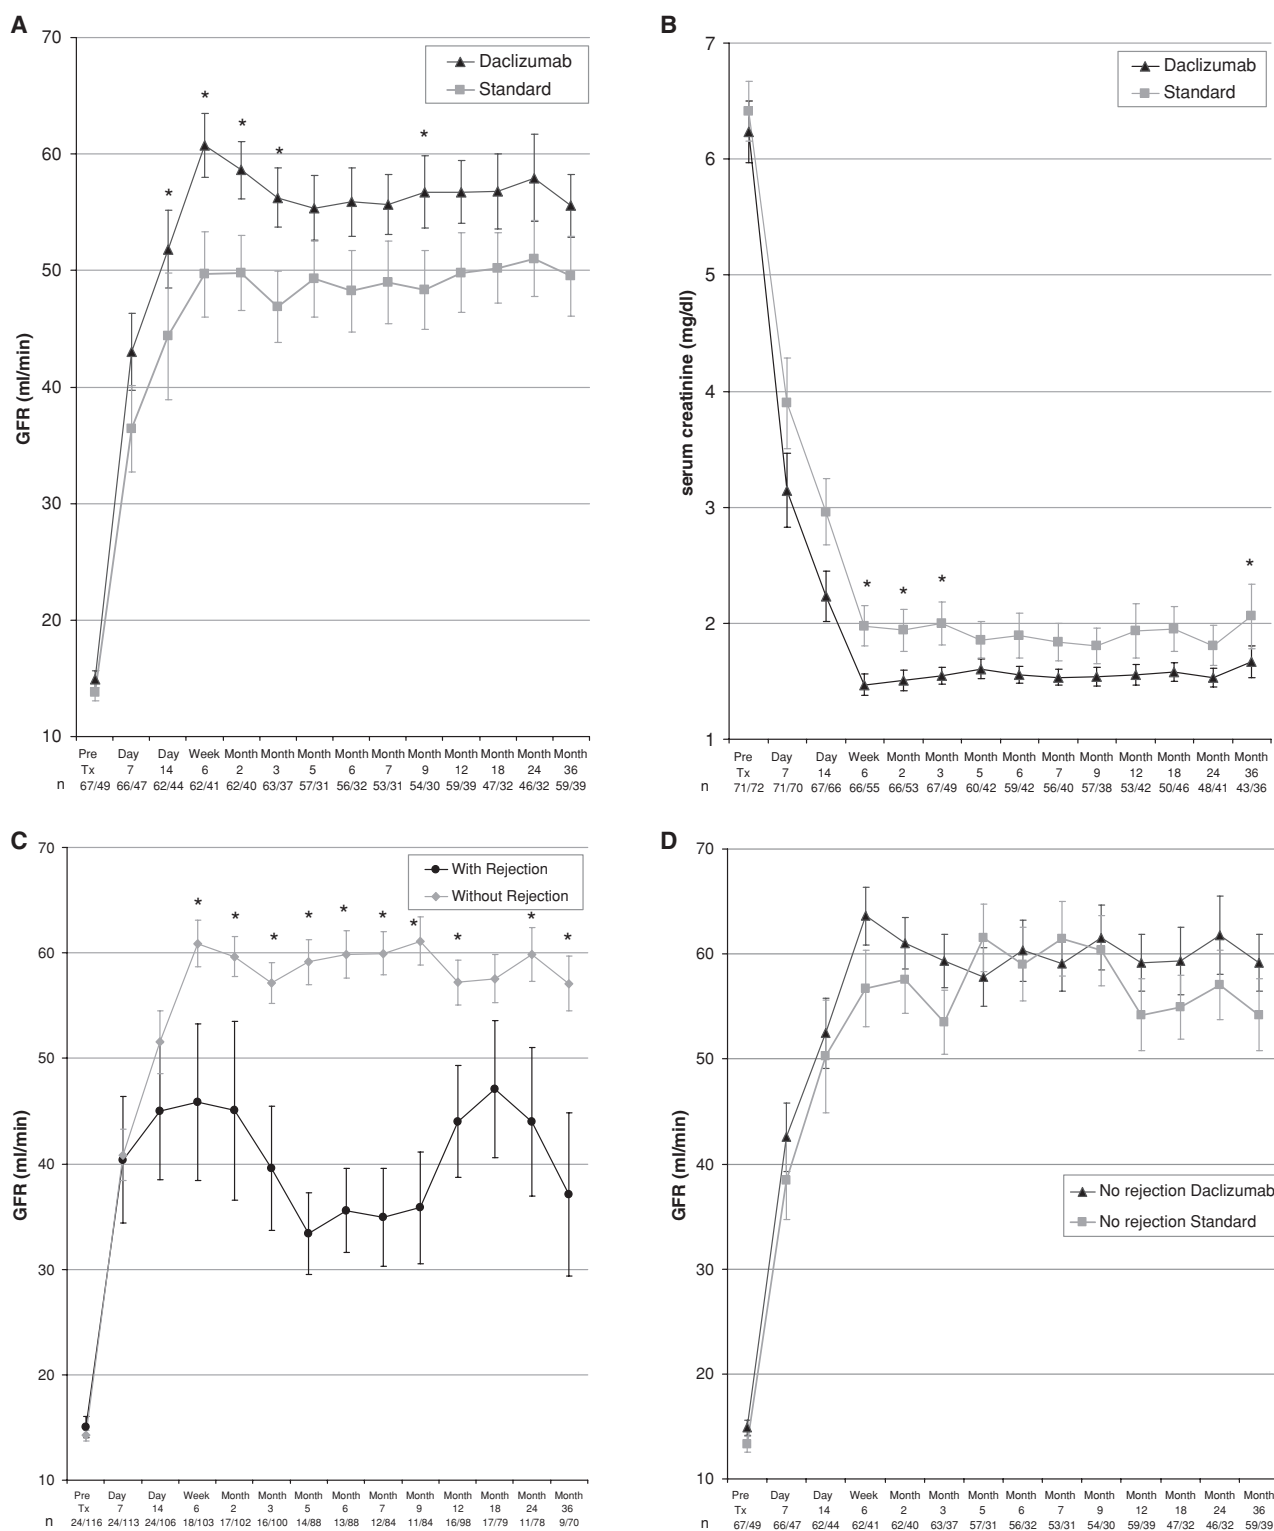 A
70
60
50
40
30
20
10
GFR (ml/min)
Daclizumab
Standard
* * * * * *
Pre Day Day Week Month Month Month Month Month Month Month Month Month Month
Tx 7 14 6 2 3 5 6 7 9 12 18 24 36
n 67/49 66/47 62/44 62/41 62/40 63/37 57/31 56/32 53/31 54/30 59/39 47/32 46/32 59/39
B
7
6
5
4
3
2
1
serum creatinine (mg/dl)
Daclizumab
Standard
* * * *
Pre Day Day Week Month Month Month Month Month Month Month Month Month Month
Tx 7 14 6 2 3 5 6 7 9 12 18 24 36
n 71/72 71/70 67/66 66/55 66/53 67/49 60/42 59/42 56/40 57/38 53/42 50/46 48/41 43/36
C
70
60
50
40
30
20
10
GFR (ml/min)
With Rejection
Without Rejection
* * * * * * * * * *
Pre Day Day Week Month Month Month Month Month Month Month Month Month Month
Tx 7 14 6 2 3 5 6 7 9 12 18 24 36
n 24/116 24/113 24/106 18/103 17/102 16/100 14/88 13/88 12/84 11/84 16/98 17/79 11/78 9/70
D
70
60
50
40
30
20
10
GFR (ml/min)
No rejection Daclizumab
No rejection Standard
Pre Day Day Week Month Month Month Month Month Month Month Month Month Month
Tx 7 14 6 2 3 5 6 7 9 12 18 24 36
n 67/49 66/47 62/44 62/41 62/40 63/37 57/31 56/32 53/31 54/30 59/39 47/32 46/32 59/39